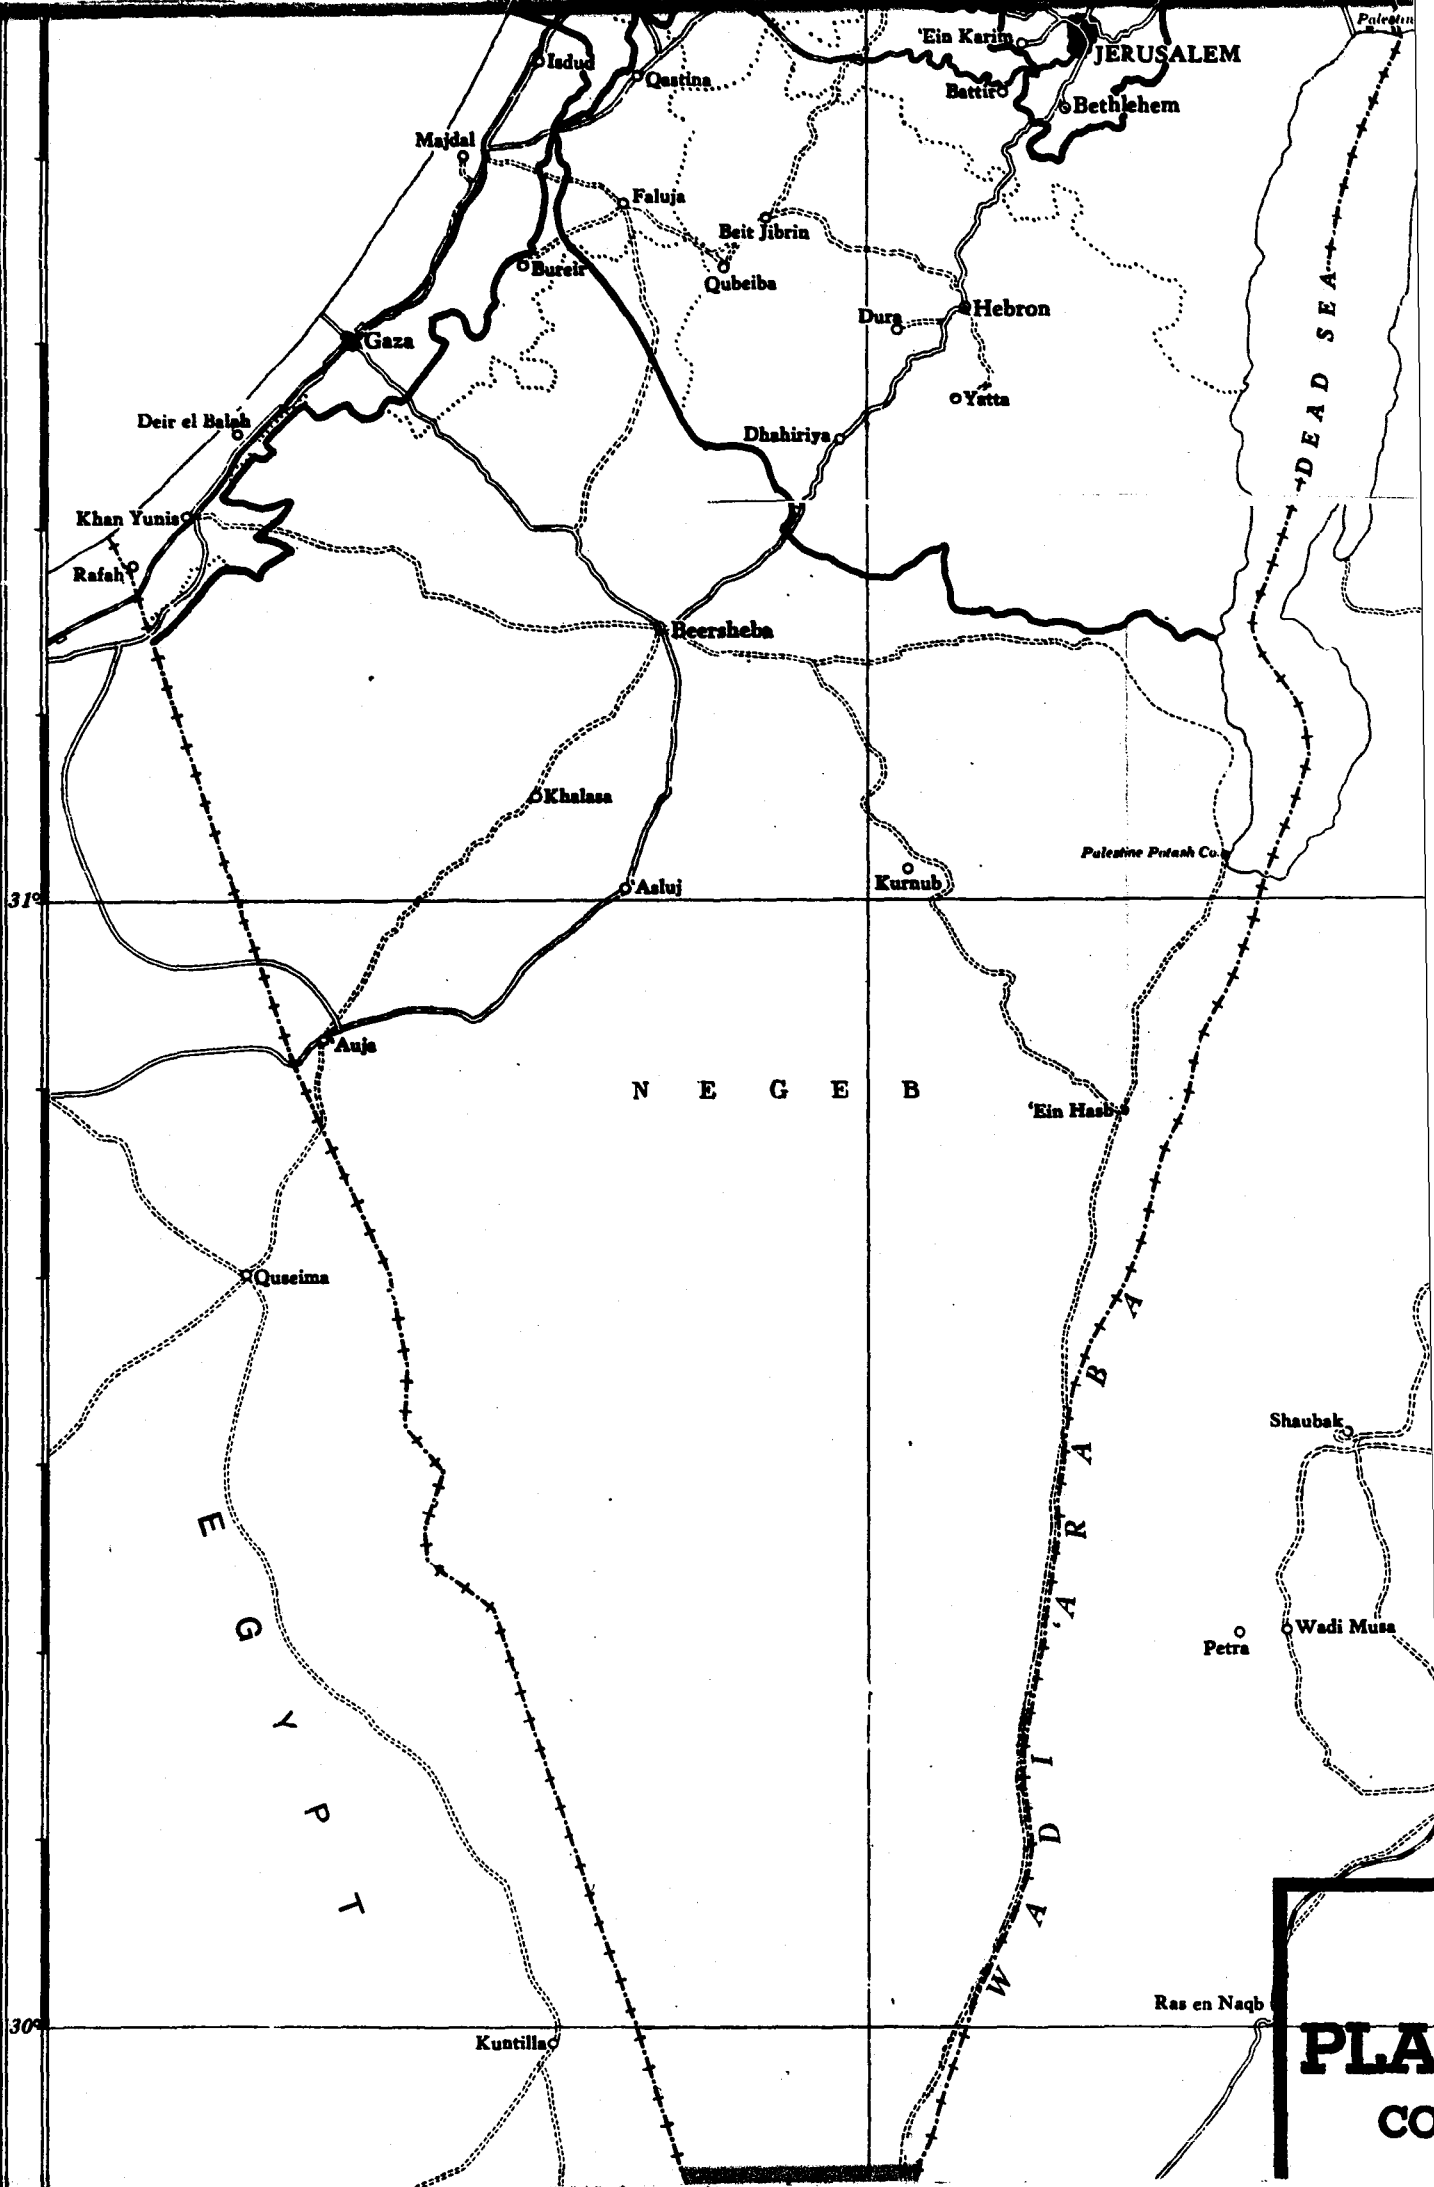 'Ein Karim
JERUSALEM
Isdud
Qastina
Battir
Bethlehem
Majdal
Faluja
Beit Jibrin
Bureir
Qubeiba
Dura
Hebron
Gaza
DEAD SEA
Yatta
Deir el Balah
Dhahiriya
Khan Yunis
Rafah
Beersheba
Khalasa
Palestine Potash Co.
Kurnub
'Asluj
31°
'Auja
NEGEB
'Ein Hasb
Quseima
Shaubak
EGYPT
WADI 'ARABA
Wadi Musa
Petra
Ras en Naqb
30°
Kuntilla
PLA
CO